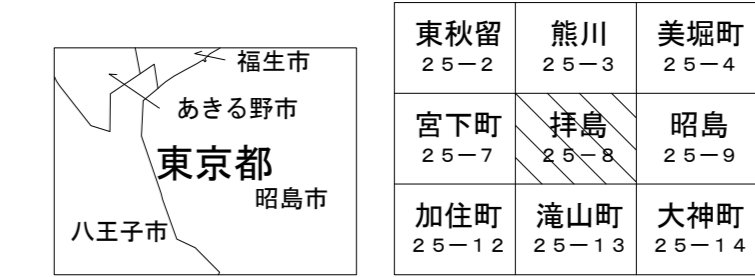 福生市
あきる野市
東京都
昭島市
八王子市
東秋留 熊川 美堀町
25-2 25-3 25-4
宮下町 拝島 昭島
25-7 25-8 25-9
加住町 滝山町 大神町
25-12 25-13 25-14